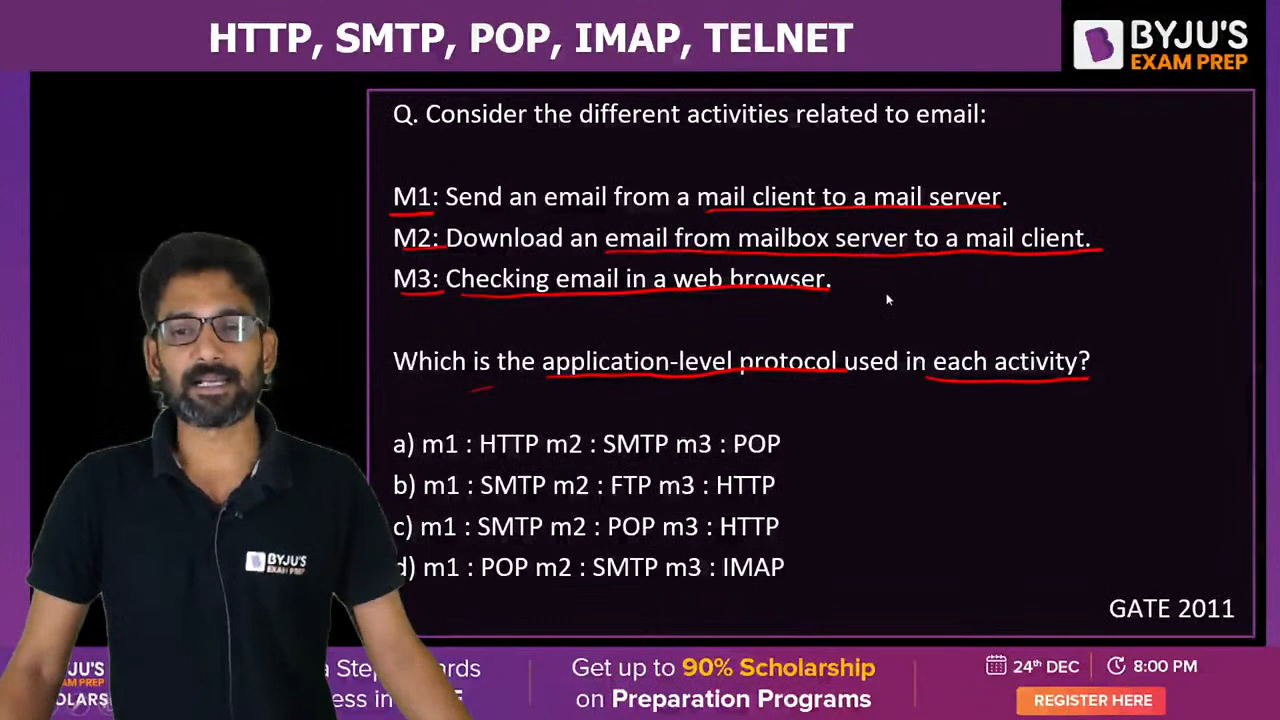 HTTP, SMTP, POP, IMAP, TELNET
BYJU'S
EXAM PREP
Q. Consider the different activities related to email:
M1: Send an email from a mail client to a mail server.
M2: Download an email from mailbox server to a mail client.
M3: Checking email in a web browser.
Which is the application-level protocol used in each activity?
a) m1 : HTTP m2 : SMTP m3 : POP
b) m1 : SMTP m2 : FTP m3 : HTTP
c) m1 : SMTP m2 : POP m3 : HTTP
d) m1 : POP m2 : SMTP m3 : IMAP
GATE 2011
BYJU'S
EXAM PREP
a Step
Get up to 90% Scholarship
on Preparation Programs
24th DEC
8:00 PM
REGISTER HERE